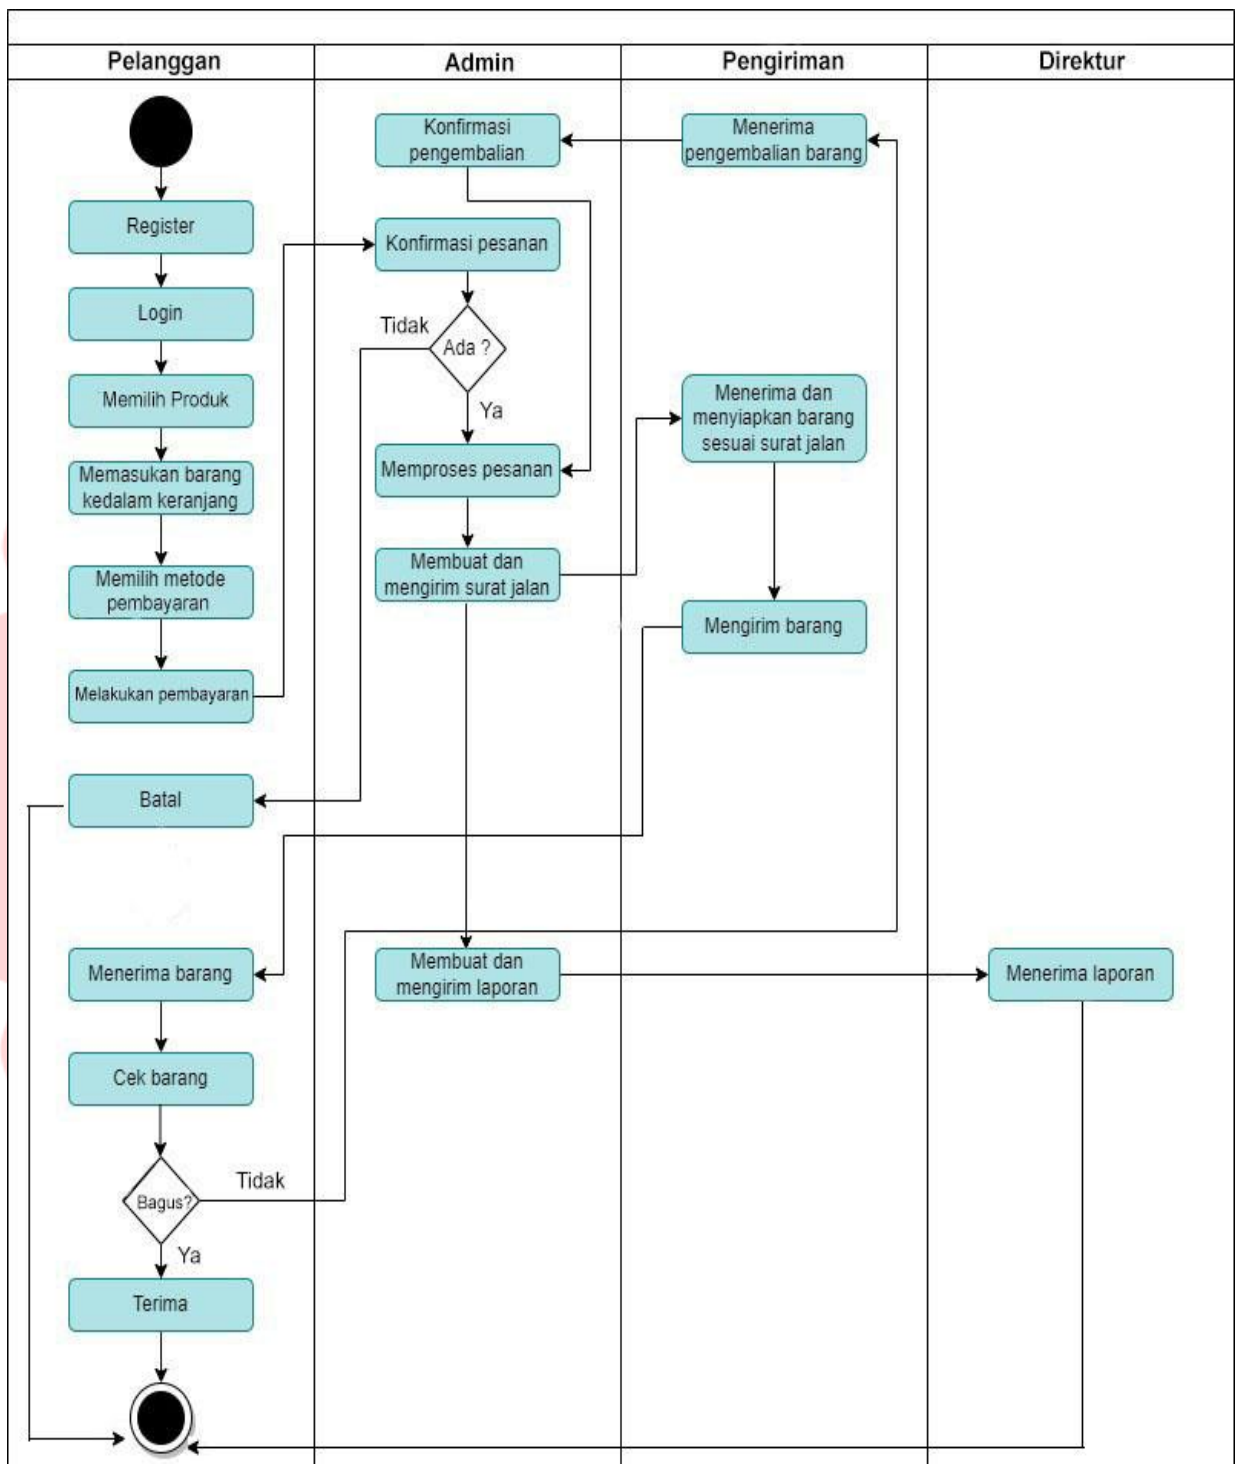 Pelanggan
Admin
Pengiriman
Direktur
Konfirmasi
pengembalian
Menerima
pengembalian barang
Register
Konfirmasi pesanan
Login
Tidak
Ada ?
Memilih Produk
Ya
Menerima dan
menyiapkan barang
sesuai surat jalan
Memasukan barang
kedalam keranjang
Memproses pesanan
Memilih metode
pembayaran
Membuat dan
mengirim surat jalan
Mengirim barang
Melakukan pembayaran
Batal
Menerima barang
Membuat dan
mengirim laporan
Menerima laporan
Cek barang
Bagus?
Tidak
Ya
Terima